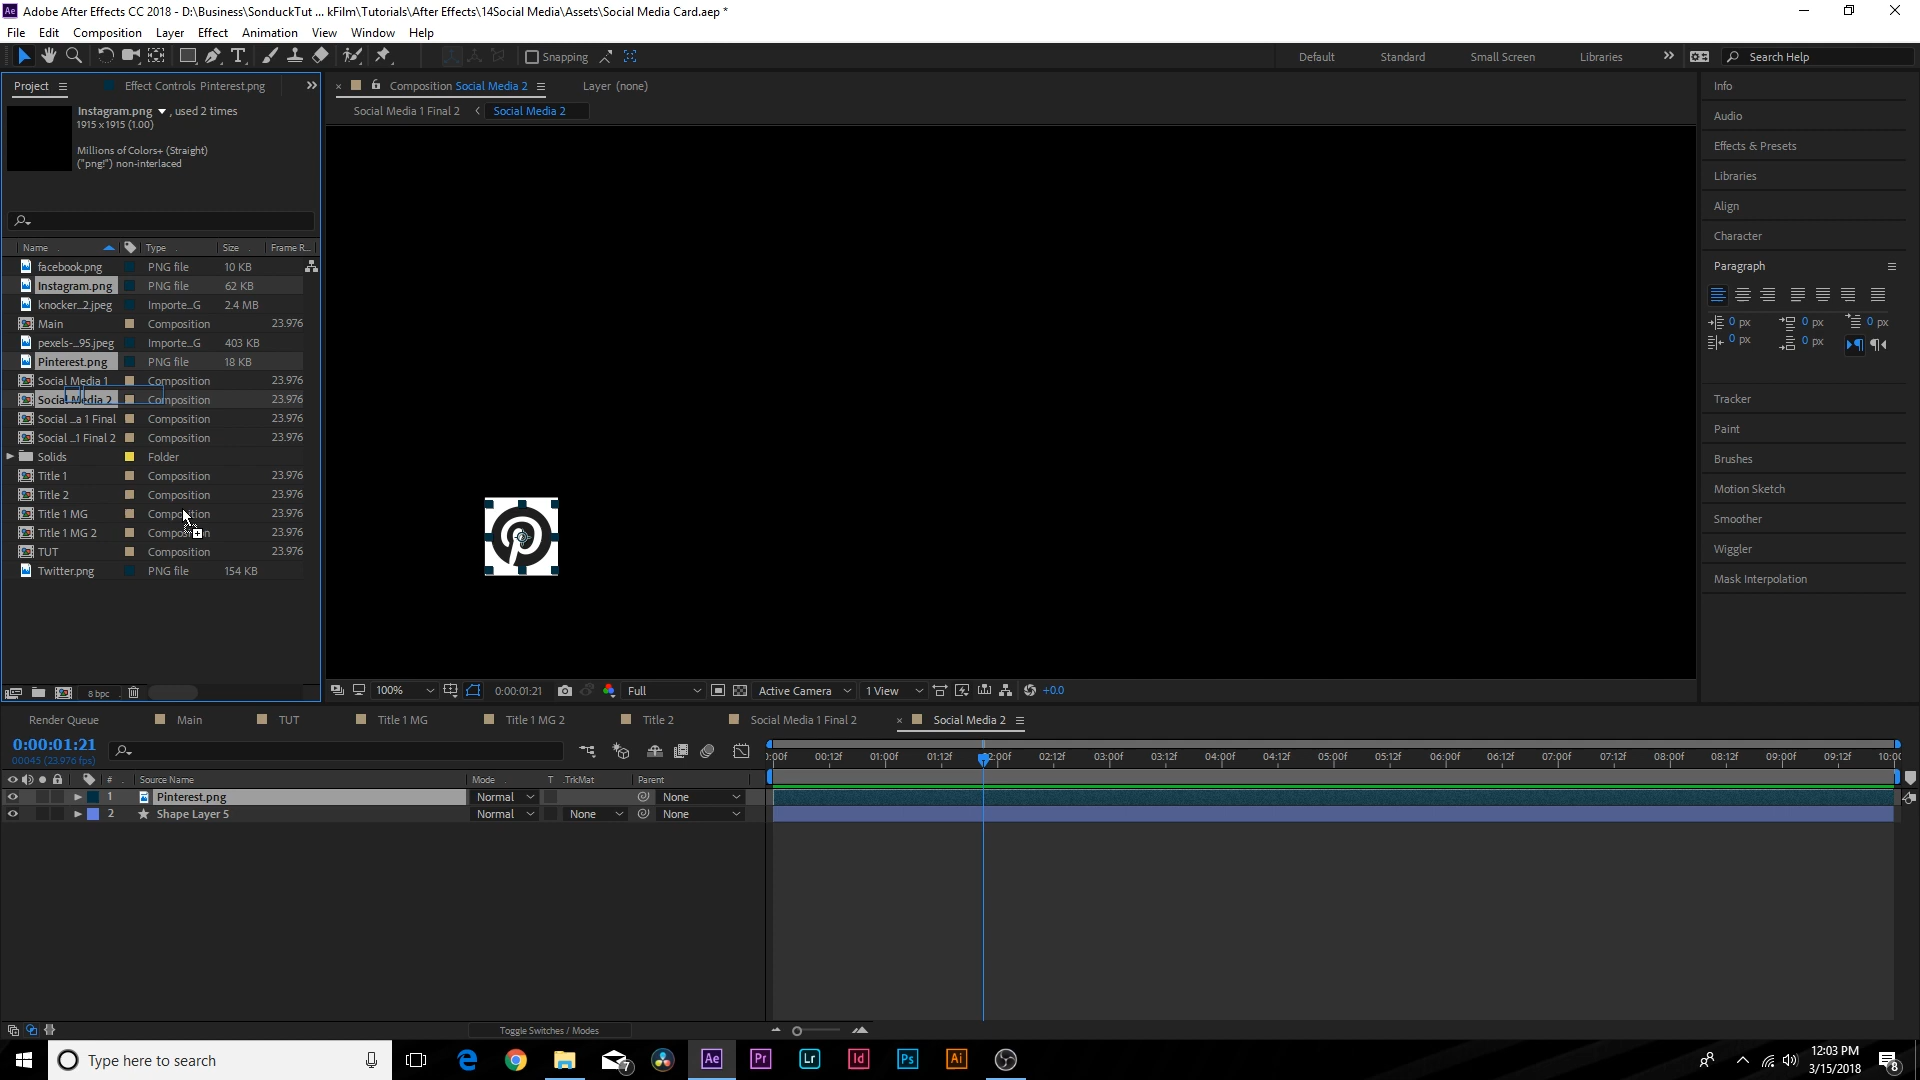 Adobe After Effects CC 2018 - D:\Business\SonduckTut ... kFilm\Tutorials\After Effects\14Social Media\Assets\Social Media Card.aep *
File Edit Composition Layer Effect Animation View Window Help
Snapping Default Standard Small Screen Libraries Search Help
Project Effect Controls Pinterest.png Composition Social Media 2 Layer (none)
Instagram.png , used 2 times
1915 x 1915 (1.00)
Millions of Colors+ (Straight)
("png!") non-interlaced
Social Media 1 Final 2 Social Media 2
Name Type Size Frame R...
facebook.png PNG file 10 KB
Instagram.png PNG file 62 KB
knocker_2.jpeg Importe...G 2.4 MB
Main Composition 23.976
pexels-...95.jpeg Importe...G 403 KB
Pinterest.png PNG file 18 KB
Social Media 1 Composition 23.976
Social Media 2 Composition 23.976
Social ...a 1 Final Composition 23.976
Social ...1 Final 2 Composition 23.976
Solids Folder
Title 1 Composition 23.976
Title 2 Composition 23.976
Title 1 MG Composition 23.976
Title 1 MG 2 Composition 23.976
TUT Composition 23.976
Twitter.png PNG file 154 KB
8 bpc
100% 0:00:01:21 Full Active Camera 1 View +0.0
Info
Audio
Effects & Presets
Libraries
Align
Character
Paragraph
0 px 0 px 0 px
0 px 0 px
Tracker
Paint
Brushes
Motion Sketch
Smoother
Wiggler
Mask Interpolation
Render Queue Main TUT Title 1 MG Title 1 MG 2 Title 2 Social Media 1 Final 2 Social Media 2
0:00:01:21
00045 (23.976 fps)
):00f 00:12f 01:00f 01:12f 2:00f 02:12f 03:00f 03:12f 04:00f 04:12f 05:00f 05:12f 06:00f 06:12f 07:00f 07:12f 08:00f 08:12f 09:00f 09:12f 10:00
# Source Name Mode T .TrkMat Parent
1 Pinterest.png Normal None
2 Shape Layer 5 Normal None None
Toggle Switches / Modes
Type here to search
7 Ae Pr Lr Id Ps Ai
12:03 PM
3/15/2018
8